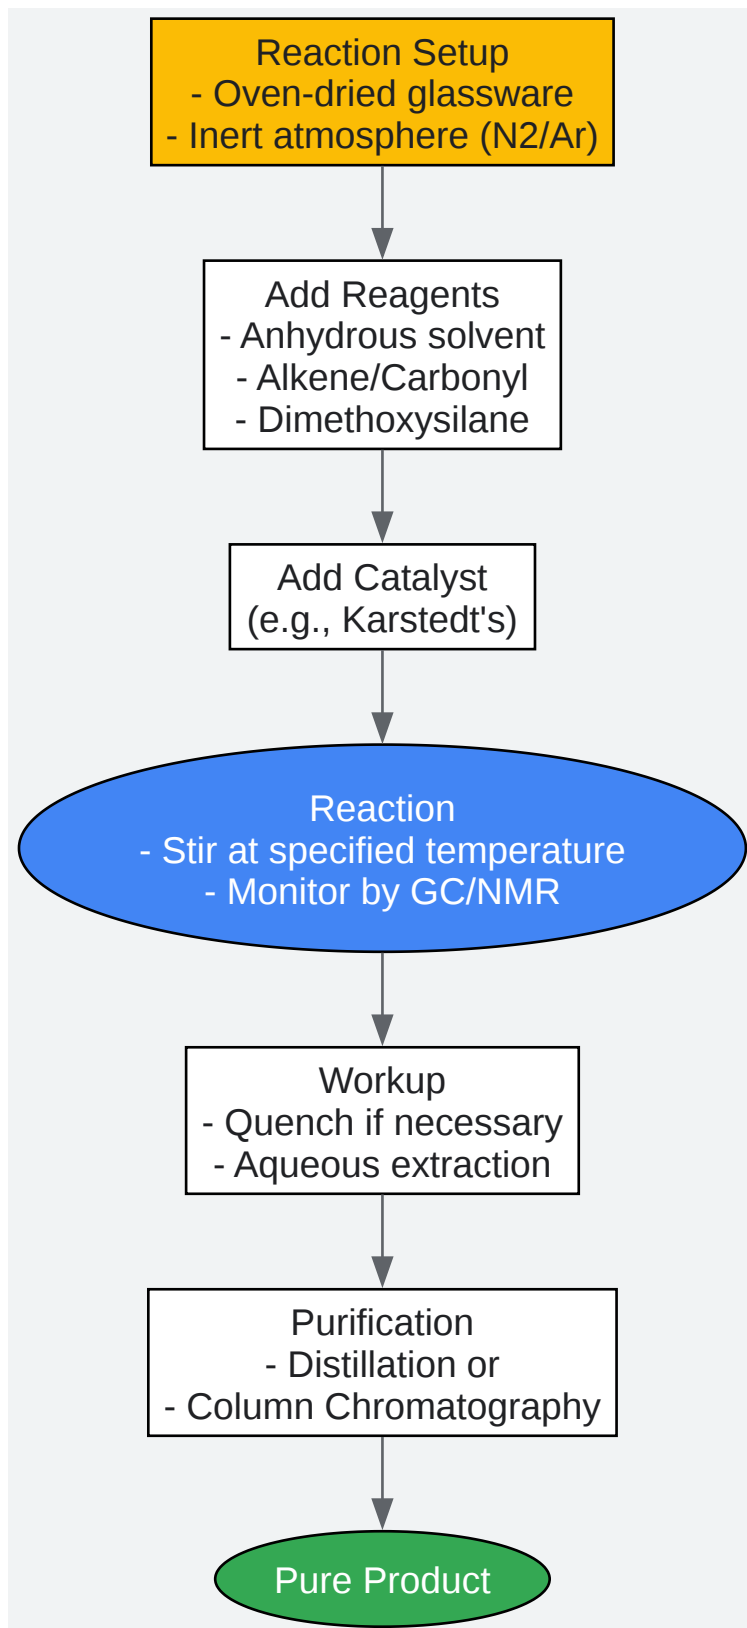 Reaction Setup
- Oven-dried glassware
- Inert atmosphere (N2/Ar)
Add Reagents
- Anhydrous solvent
- Alkene/Carbonyl
- Dimethoxysilane
Add Catalyst
(e.g., Karstedt's)
Reaction
- Stir at specified temperature
- Monitor by GC/NMR
Workup
- Quench if necessary
- Aqueous extraction
Purification
- Distillation or
- Column Chromatography
Pure Product